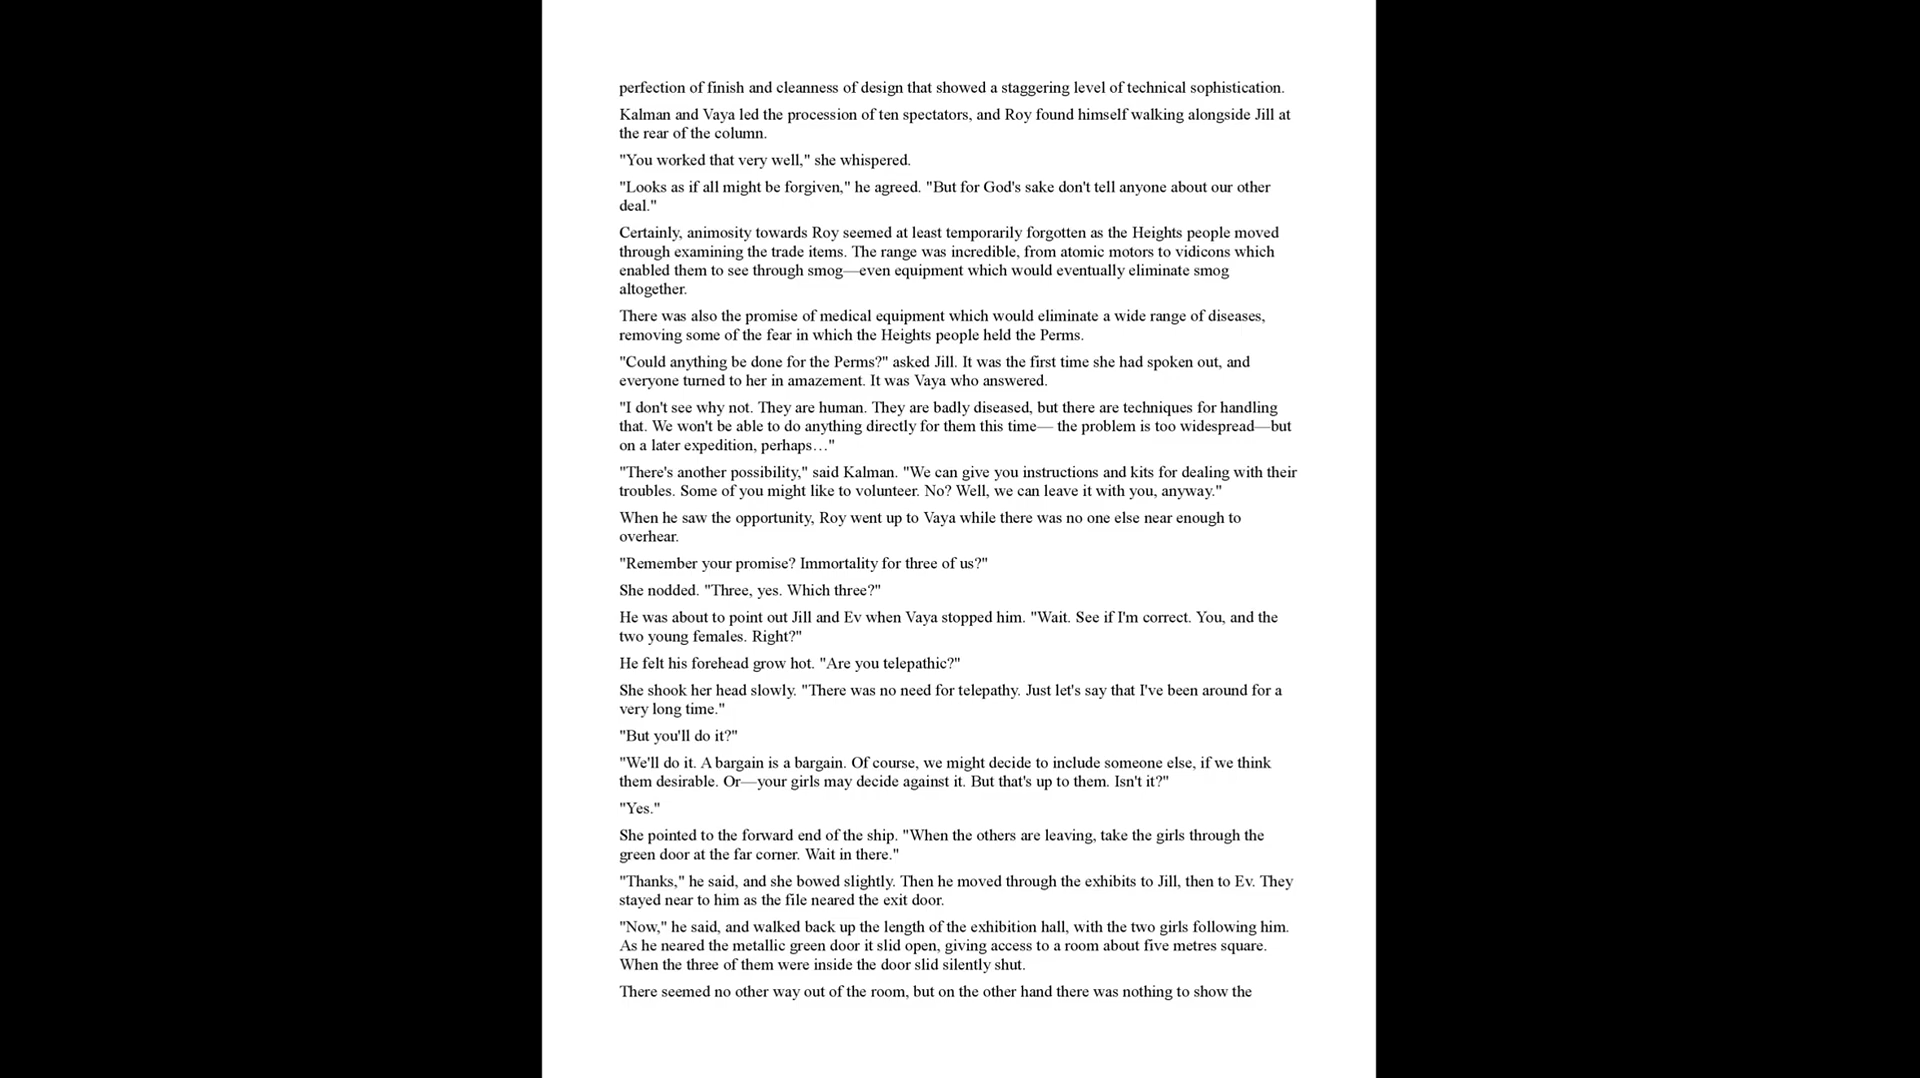 perfection of finish and cleanness of design that showed a staggering level of technical sophistication.
Kalman and Vaya led the procession of ten spectators, and Roy found himself walking alongside Jill at
the rear of the column.
"You worked that very well," she whispered.
"Looks as if all might be forgiven," he agreed. "But for God's sake don't tell anyone about our other
deal."
Certainly, animosity towards Roy seemed at least temporarily forgotten as the Heights people moved
through examining the trade items. The range was incredible, from atomic motors to vidicons which
enabled them to see through smog—even equipment which would eventually eliminate smog
altogether.
There was also the promise of medical equipment which would eliminate a wide range of diseases,
removing some of the fear in which the Heights people held the Perms.
"Could anything be done for the Perms?" asked Jill. It was the first time she had spoken out, and
everyone turned to her in amazement. It was Vaya who answered.
"I don't see why not. They are human. They are badly diseased, but there are techniques for handling
that. We won't be able to do anything directly for them this time— the problem is too widespread—but
on a later expedition, perhaps…"
"There's another possibility," said Kalman. "We can give you instructions and kits for dealing with their
troubles. Some of you might like to volunteer. No? Well, we can leave it with you, anyway."
When he saw the opportunity, Roy went up to Vaya while there was no one else near enough to
overhear.
"Remember your promise? Immortality for three of us?"
She nodded. "Three, yes. Which three?"
He was about to point out Jill and Ev when Vaya stopped him. "Wait. See if I'm correct. You, and the
two young females. Right?"
He felt his forehead grow hot. "Are you telepathic?"
She shook her head slowly. "There was no need for telepathy. Just let's say that I've been around for a
very long time."
"But you'll do it?"
"We'll do it. A bargain is a bargain. Of course, we might decide to include someone else, if we think
them desirable. Or—your girls may decide against it. But that's up to them. Isn't it?"
"Yes."
She pointed to the forward end of the ship. "When the others are leaving, take the girls through the
green door at the far corner. Wait in there."
"Thanks," he said, and she bowed slightly. Then he moved through the exhibits to Jill, then to Ev. They
stayed near to him as the file neared the exit door.
"Now," he said, and walked back up the length of the exhibition hall, with the two girls following him.
As he neared the metallic green door it slid open, giving access to a room about five metres square.
When the three of them were inside the door slid silently shut.
There seemed no other way out of the room, but on the other hand there was nothing to show the